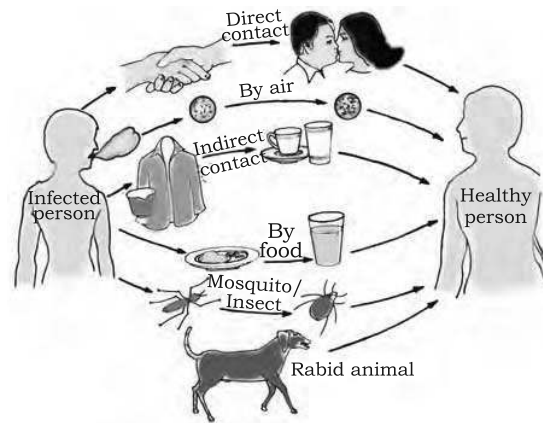 Direct
contact
By air
Indirect
contact
Infected
person
Healthy
person
By
food
Mosquito/
Insect
Rabid animal